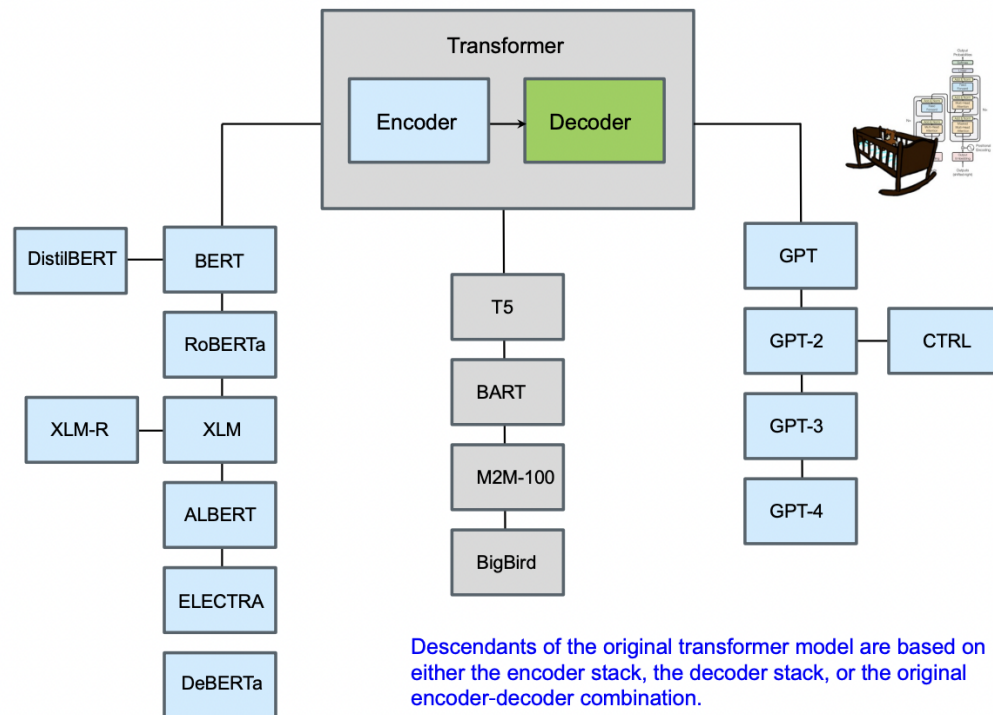 Transformer
Encoder
Decoder
DistilBERT
BERT
RoBERTa
XLM-R
XLM
ALBERT
ELECTRA
DeBERTa
T5
BART
M2M-100
BigBird
GPT
GPT-2
CTRL
GPT-3
GPT-4
Descendants of the original transformer model are based on
either the encoder stack, the decoder stack, or the original
encoder-decoder combination.